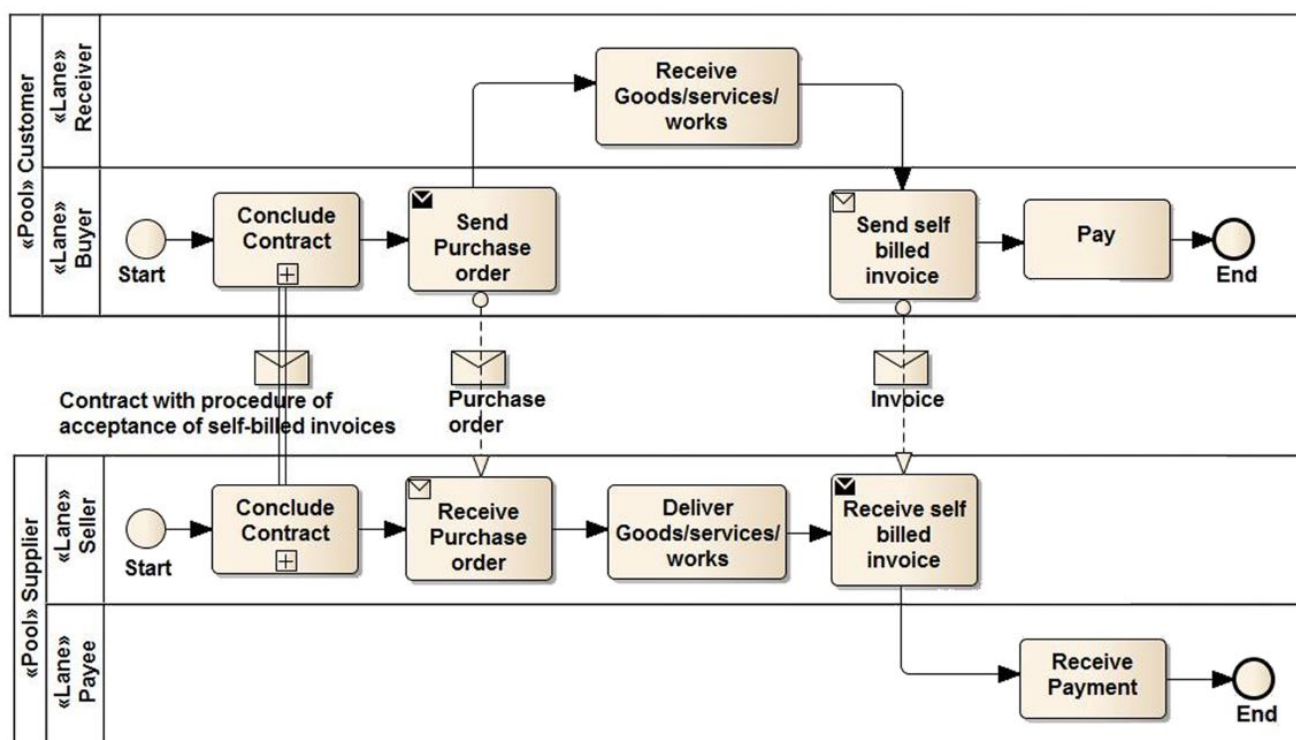 «Pool» Customer
«Lane»
Receiver
Receive
Goods/services/
works
«Lane»
Buyer
Start
Conclude
Contract
Send
Purchase
order
Send self
billed
invoice
Pay
End
Contract with procedure of
acceptance of self-billed invoices
Purchase
order
Invoice
«Pool» Supplier
«Lane»
Seller
Start
Conclude
Contract
Receive
Purchase
order
Deliver
Goods/services/
works
Receive self
billed
invoice
«Lane»
Payee
Receive
Payment
End